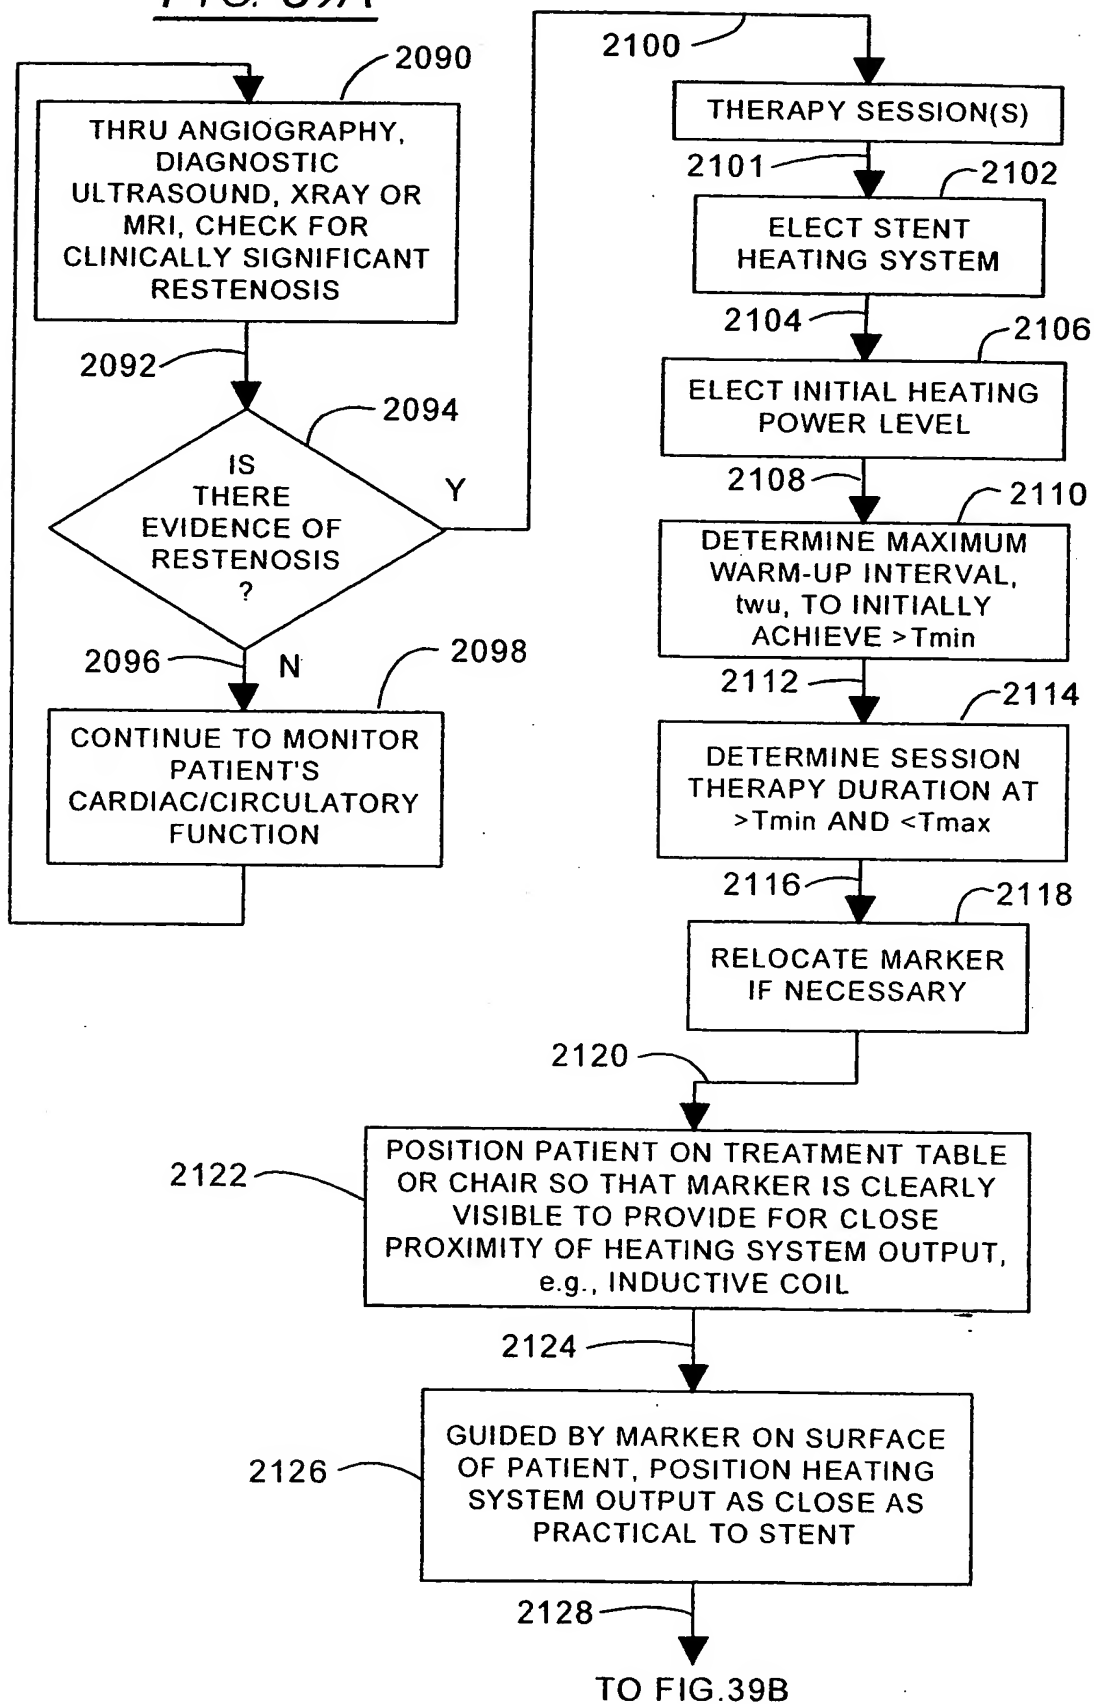 FIG. 39A
2090
THRU ANGIOGRAPHY,
DIAGNOSTIC
ULTRASOUND, XRAY OR
MRI, CHECK FOR
CLINICALLY SIGNIFICANT
RESTENOSIS
2092
2094
IS
THERE
EVIDENCE OF
RESTENOSIS
?
Y
2096
N
2098
CONTINUE TO MONITOR
PATIENT'S
CARDIAC/CIRCULATORY
FUNCTION
2100
THERAPY SESSION(S)
2101
2102
ELECT STENT
HEATING SYSTEM
2104
2106
ELECT INITIAL HEATING
POWER LEVEL
2108
2110
DETERMINE MAXIMUM
WARM-UP INTERVAL,
twu, TO INITIALLY
ACHIEVE >Tmin
2112
2114
DETERMINE SESSION
THERAPY DURATION AT
>Tmin AND <Tmax
2116
2118
RELOCATE MARKER
IF NECESSARY
2120
2122
POSITION PATIENT ON TREATMENT TABLE
OR CHAIR SO THAT MARKER IS CLEARLY
VISIBLE TO PROVIDE FOR CLOSE
PROXIMITY OF HEATING SYSTEM OUTPUT,
e.g., INDUCTIVE COIL
2124
2126
GUIDED BY MARKER ON SURFACE
OF PATIENT, POSITION HEATING
SYSTEM OUTPUT AS CLOSE AS
PRACTICAL TO STENT
2128
TO FIG.39B